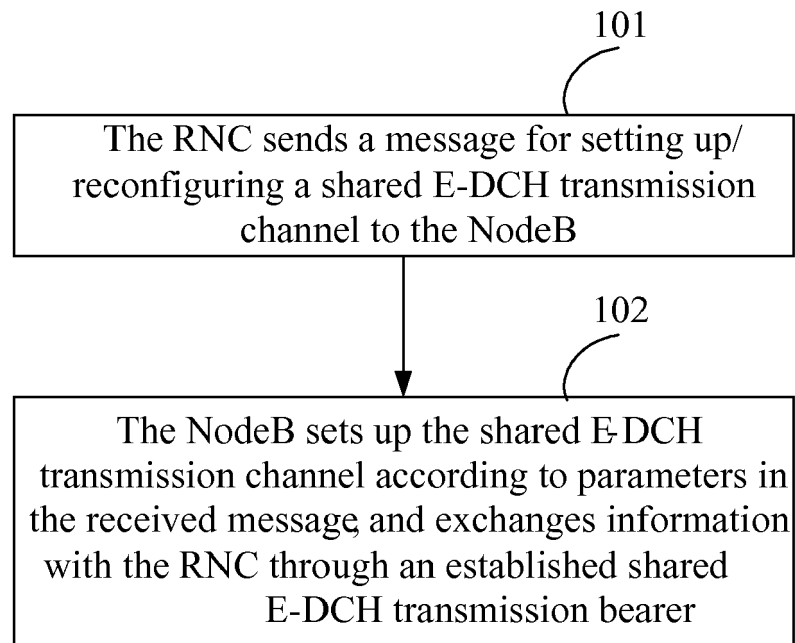 101
The RNC sends a message for setting up/
reconfiguring a shared E-DCH transmission
channel to the NodeB
102
The NodeB sets up the shared E-DCH
transmission channel according to parameters in
the received message, and exchanges information
with the RNC through an established shared
E-DCH transmission bearer